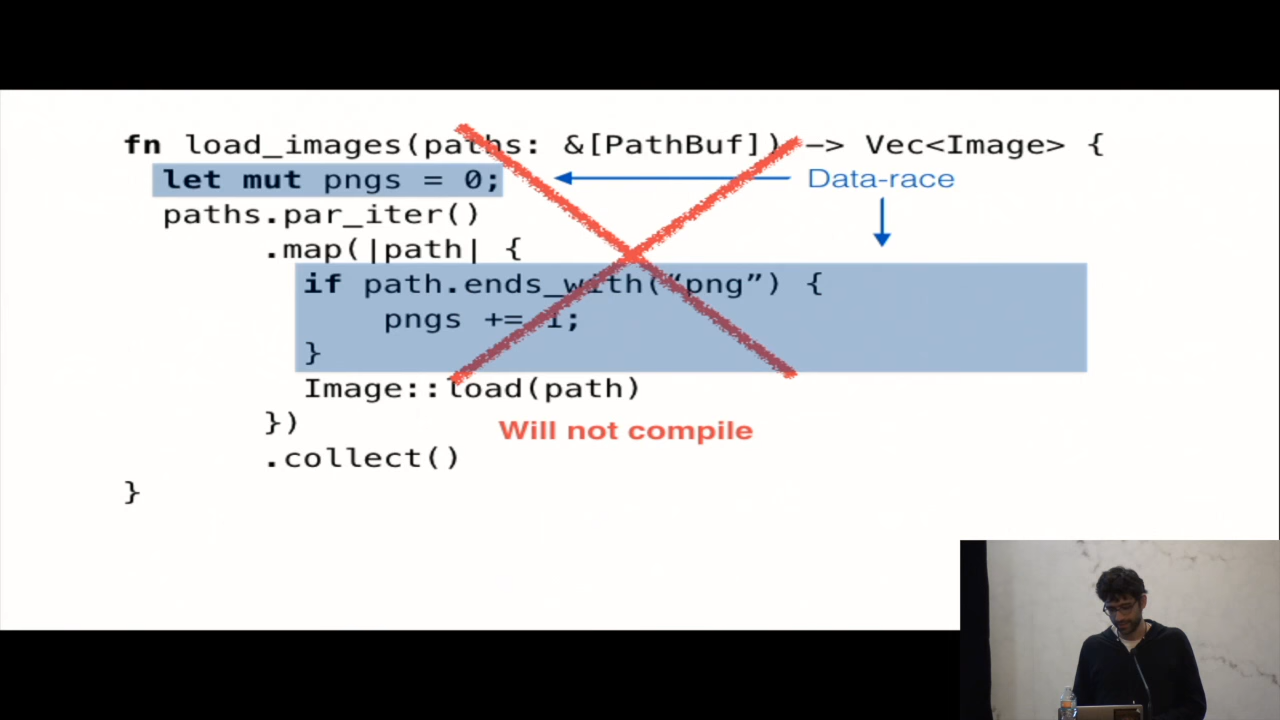 fn load_images(paths: &[PathBuf]) -> Vec<Image> {
let mut pngs = 0;
Data-race
paths.par_iter()
.map(|path| {
if path.ends_with(“png”) {
pngs += 1;
}
Image::load(path)
})
Will not compile
.collect()
}